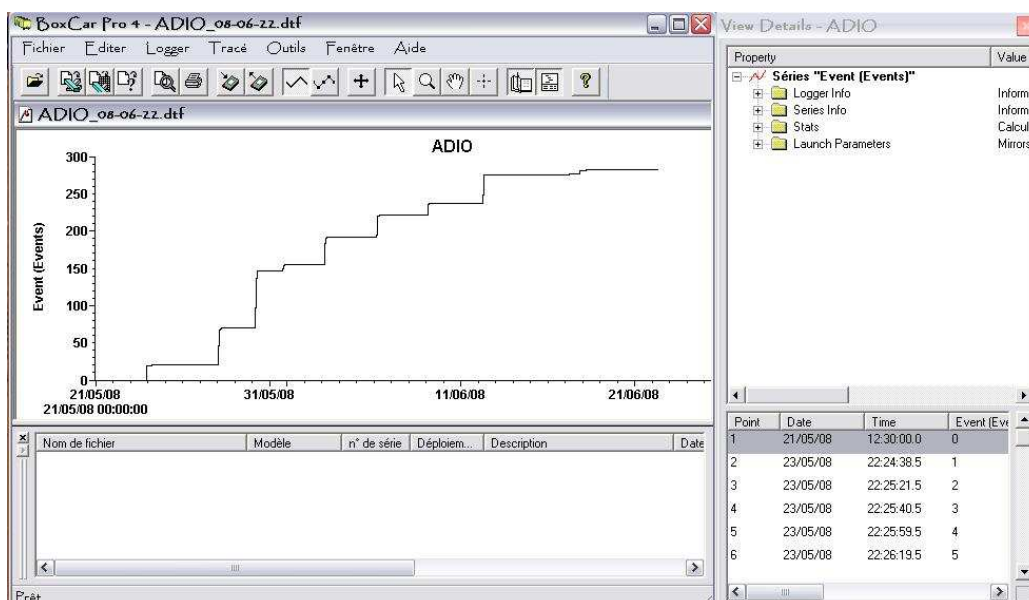 BoxCar Pro 4 - ADIO_08-06-22.dtf
Fichier Editer Logger Tracé Outils Fenêtre Aide
ADIO_08-06-22.dtf
ADIO
300
250
200
150
100
50
0
Event (Events)
21/05/08 31/05/08 11/06/08 21/06/08
21/05/08 00:00:00
Nom de fichier Modèle n° de série Déploiem... Description Date
Prêt
View Details - ADIO
Property Value
Séries "Event (Events)"
Logger Info Inform
Series Info Inform
Stats Calcul
Launch Parameters Mirrors
Point Date Time Event (Eve
1 21/05/08 12:30:00.0 0
2 23/05/08 22:24:38.5 1
3 23/05/08 22:25:21.5 2
4 23/05/08 22:25:40.5 3
5 23/05/08 22:25:59.5 4
6 23/05/08 22:26:19.5 5